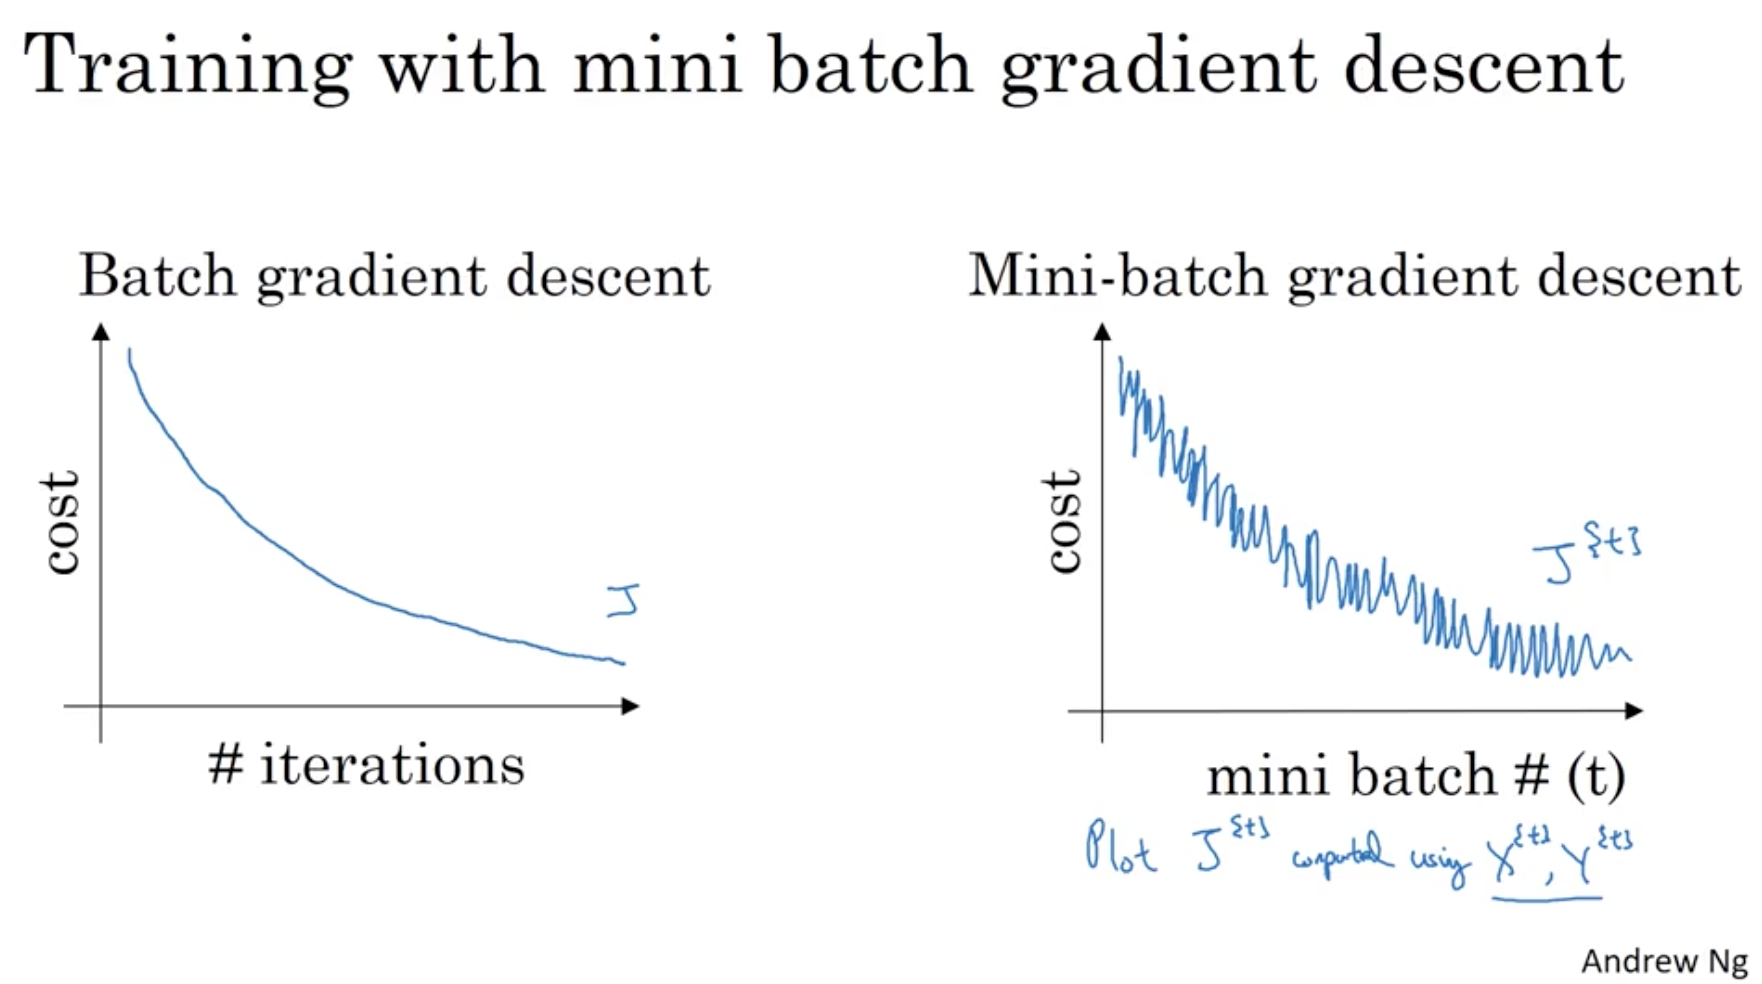 Training with mini batch gradient descent
Batch gradient descent
cost
J
# iterations
Mini-batch gradient descent
cost
J{t}
mini batch # (t)
Plot J{t} computed using X{t}, Y{t}
Andrew Ng